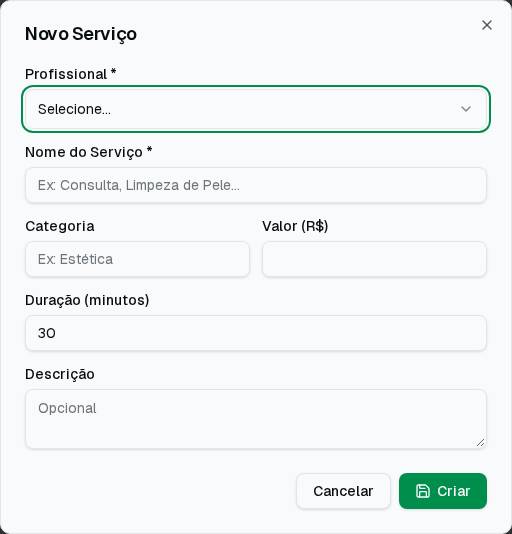 Novo Serviço
Profissional *
Selecione...
Nome do Serviço *
Ex: Consulta, Limpeza de Pele...
Categoria
Valor (R$)
Ex: Estética
Duração (minutos)
30
Descrição
Opcional
Cancelar
Criar